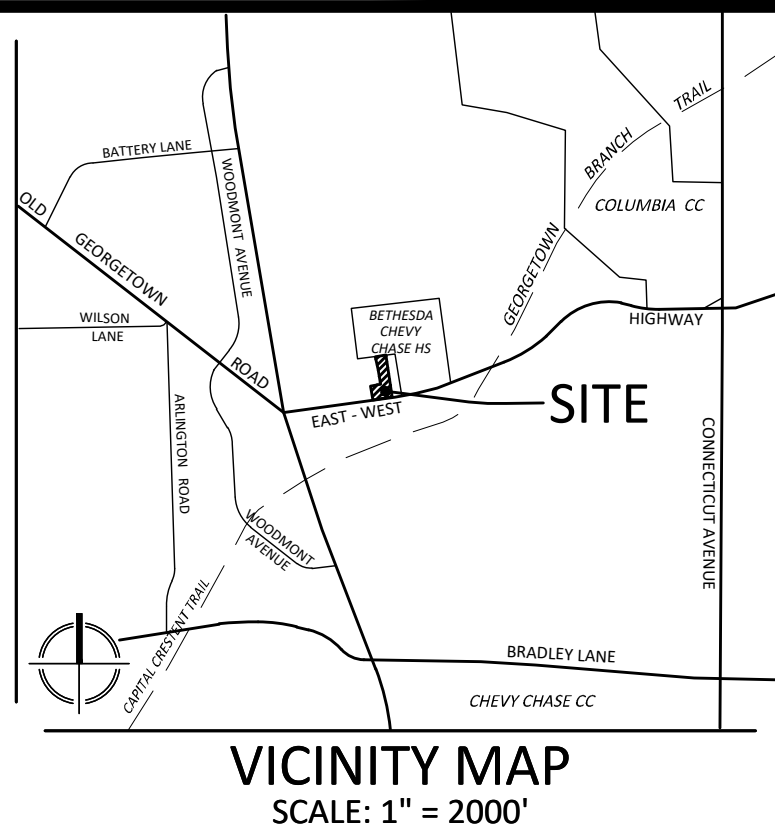 TRAIL
BRANCH
BATTERY LANE
COLUMBIA CC
OLD
WOODMONT AVENUE
GEORGETOWN
GEORGETOWN
BETHESDA
CHEVY
CHASE HS
WILSON
LANE
HIGHWAY
ROAD
SITE
EAST - WEST
ARLINGTON ROAD
CONNECTICUT AVENUE
WOODMONT
AVENUE
CAPITAL CRESTENT TRAIL
BRADLEY LANE
CHEVY CHASE CC
VICINITY MAP
SCALE: 1" = 2000'